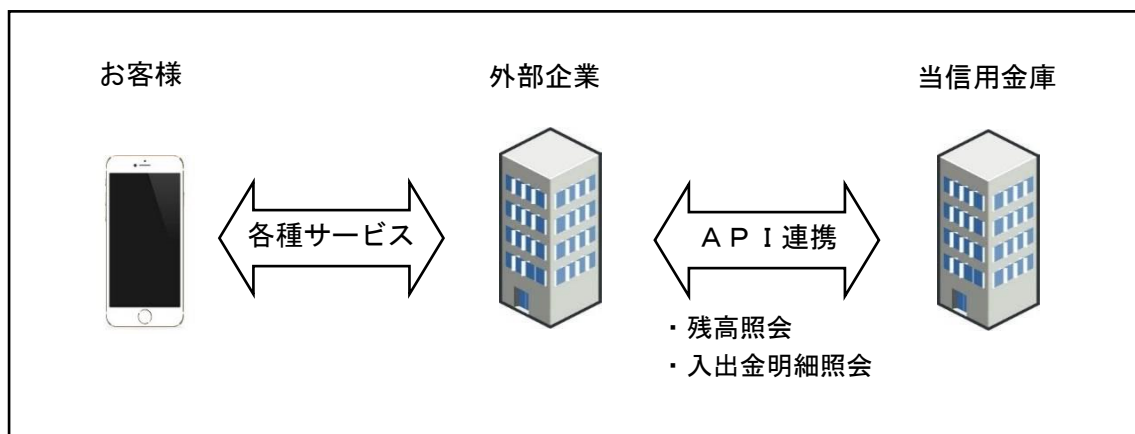 お客様
外部企業
当信用金庫
各種サービス
ＡＰＩ連携
・残高照会
・入出金明細照会